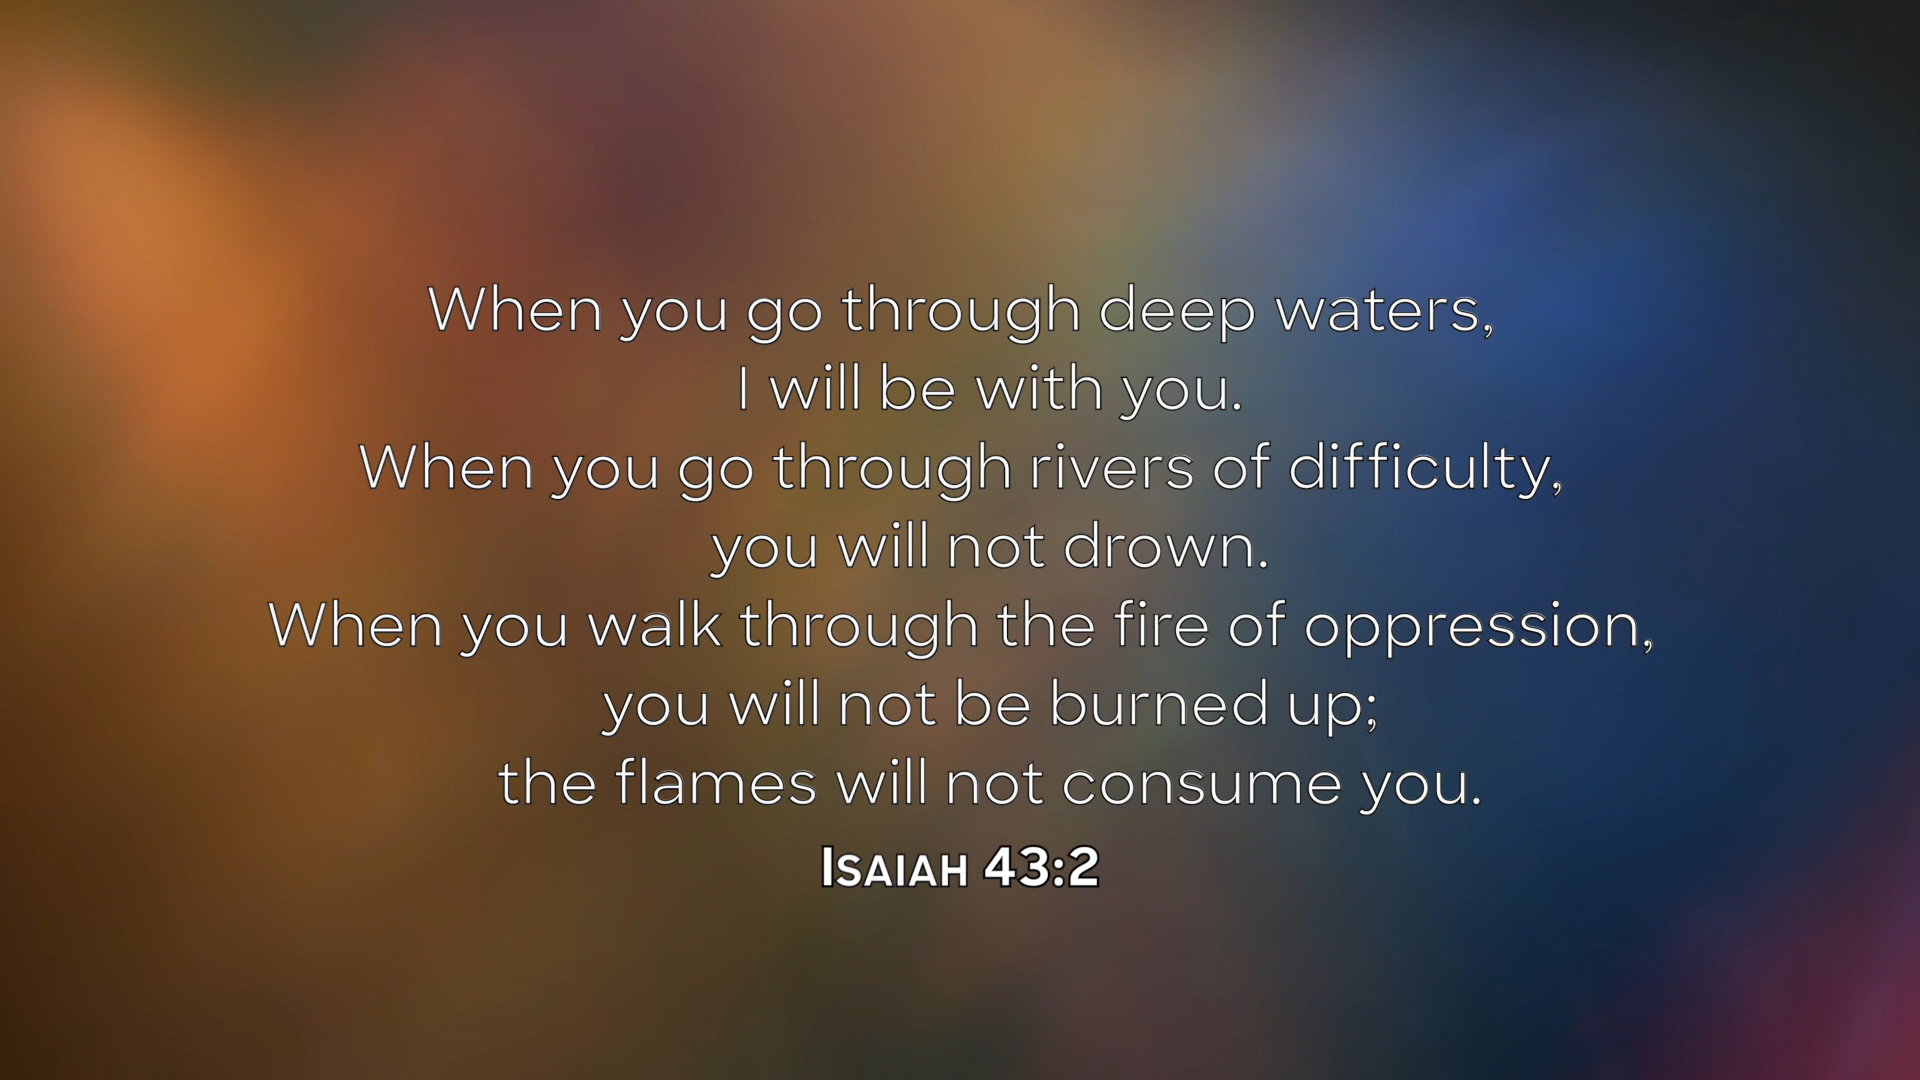 When you go through deep waters,
I will be with you.
When you go through rivers of difficulty,
you will not drown.
When you walk through the fire of oppression,
you will not be burned up;
the flames will not consume you.
Isaiah 43:2